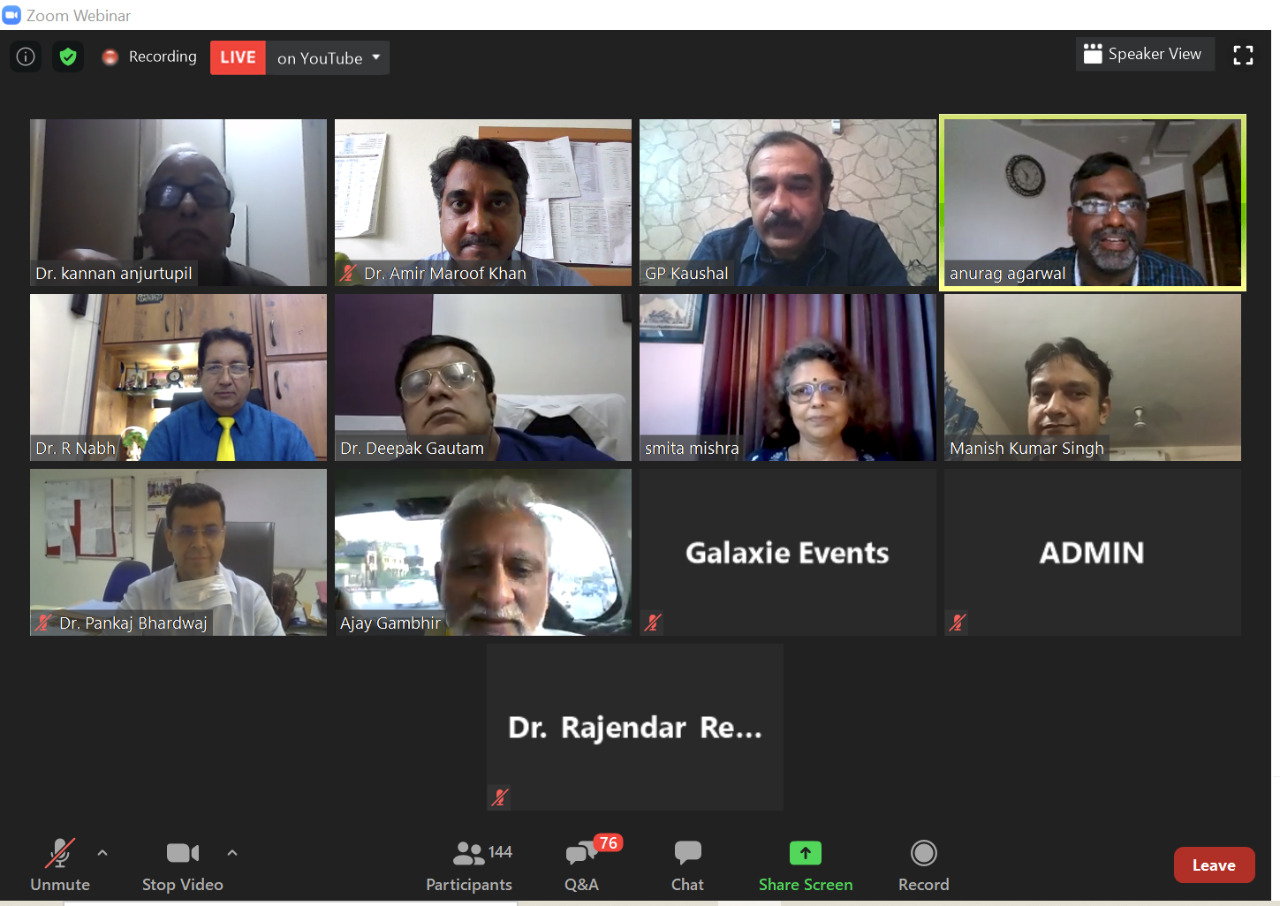 Zoom Webinar
Recording
LIVE
on YouTube
Speaker View
Dr. kannan anjurtupil
Dr. Amir Maroof Khan
GP Kaushal
anurag agarwal
Dr. R Nabh
Dr. Deepak Gautam
smita mishra
Manish Kumar Singh
Dr. Pankaj Bhardwaj
Ajay Gambhir
Galaxie Events
ADMIN
Dr. Rajendar Re...
144
76
Unmute
Stop Video
Participants
Q&A
Chat
Share Screen
Record
Leave